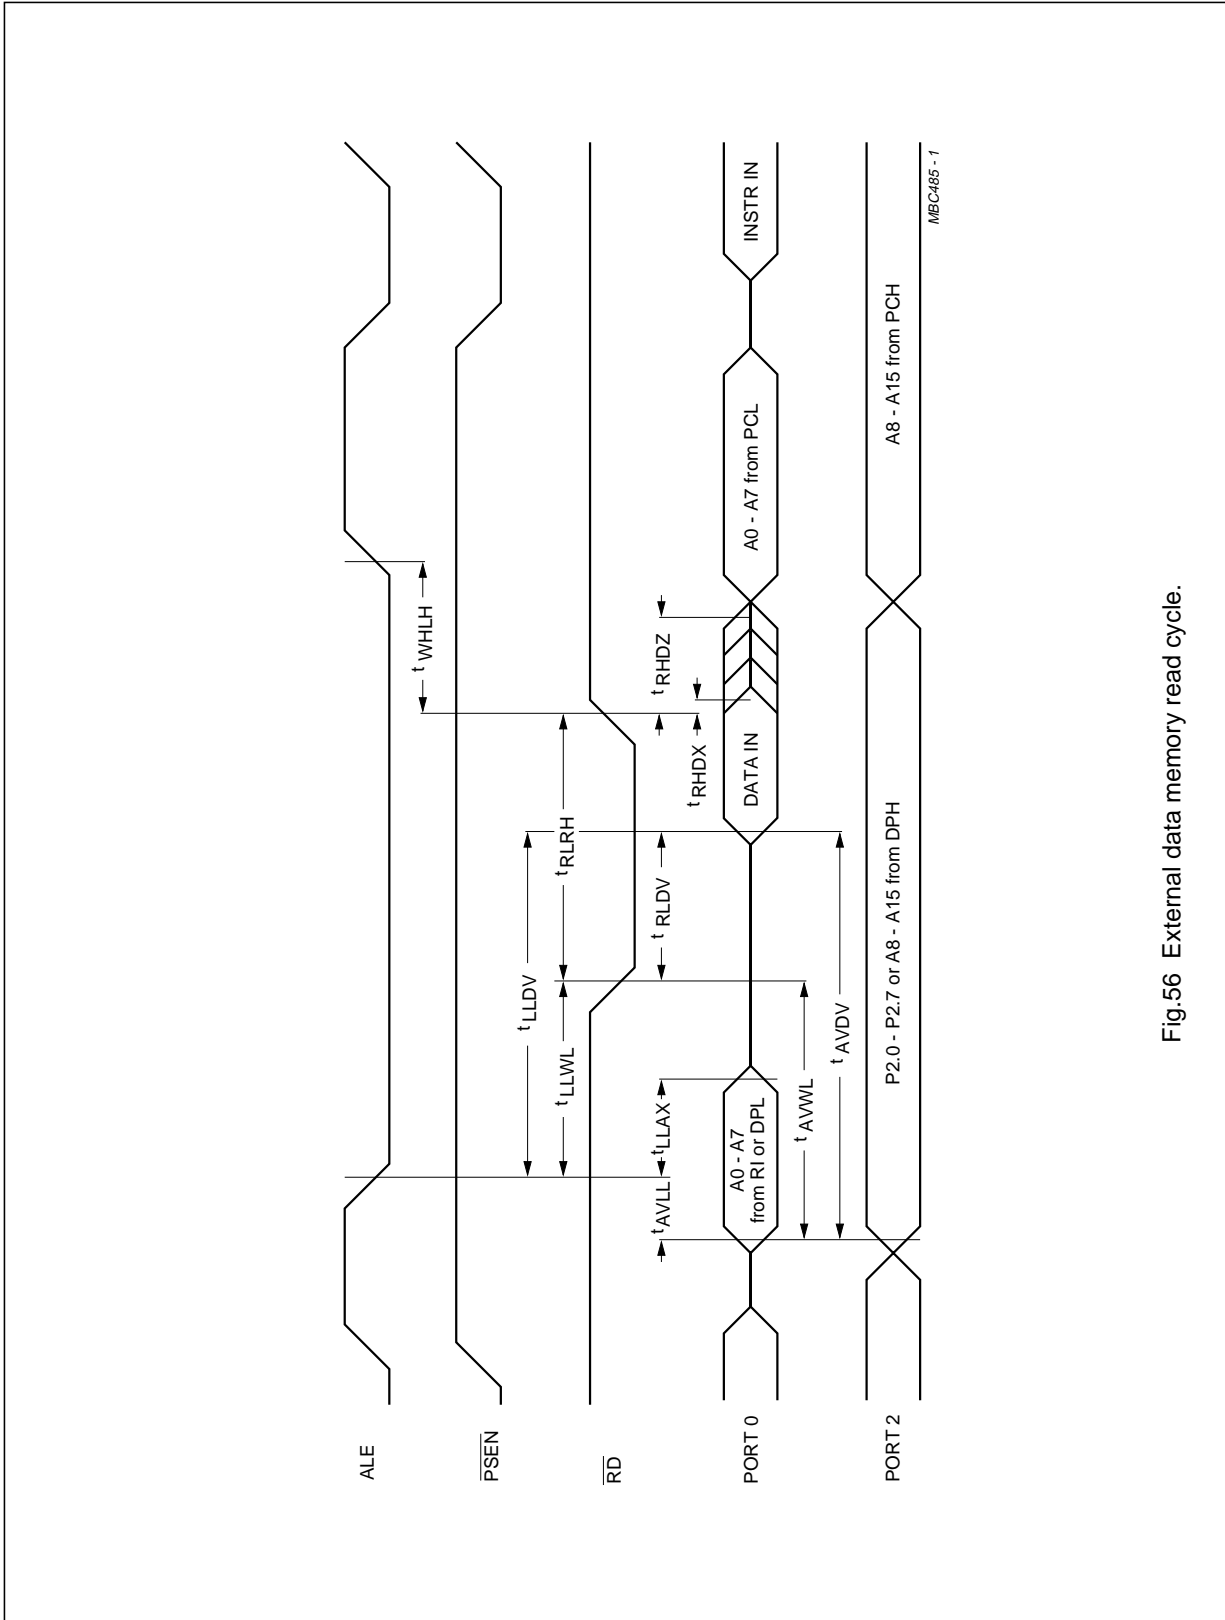 ALE
t WHLH
PSEN
t LLDV
t LLWL
t RLRH
RD
t AVLL
t LLAX
t RLDV
t RHDX
t RHDZ
PORT 0
A0 - A7
from RI or DPL
DATA IN
A0 - A7 from PCL
INSTR IN
t AVWL
t AVDV
PORT 2
P2.0 - P2.7 or A8 - A15 from DPH
A8 - A15 from PCH
MBC485 - 1
Fig.56 External data memory read cycle.